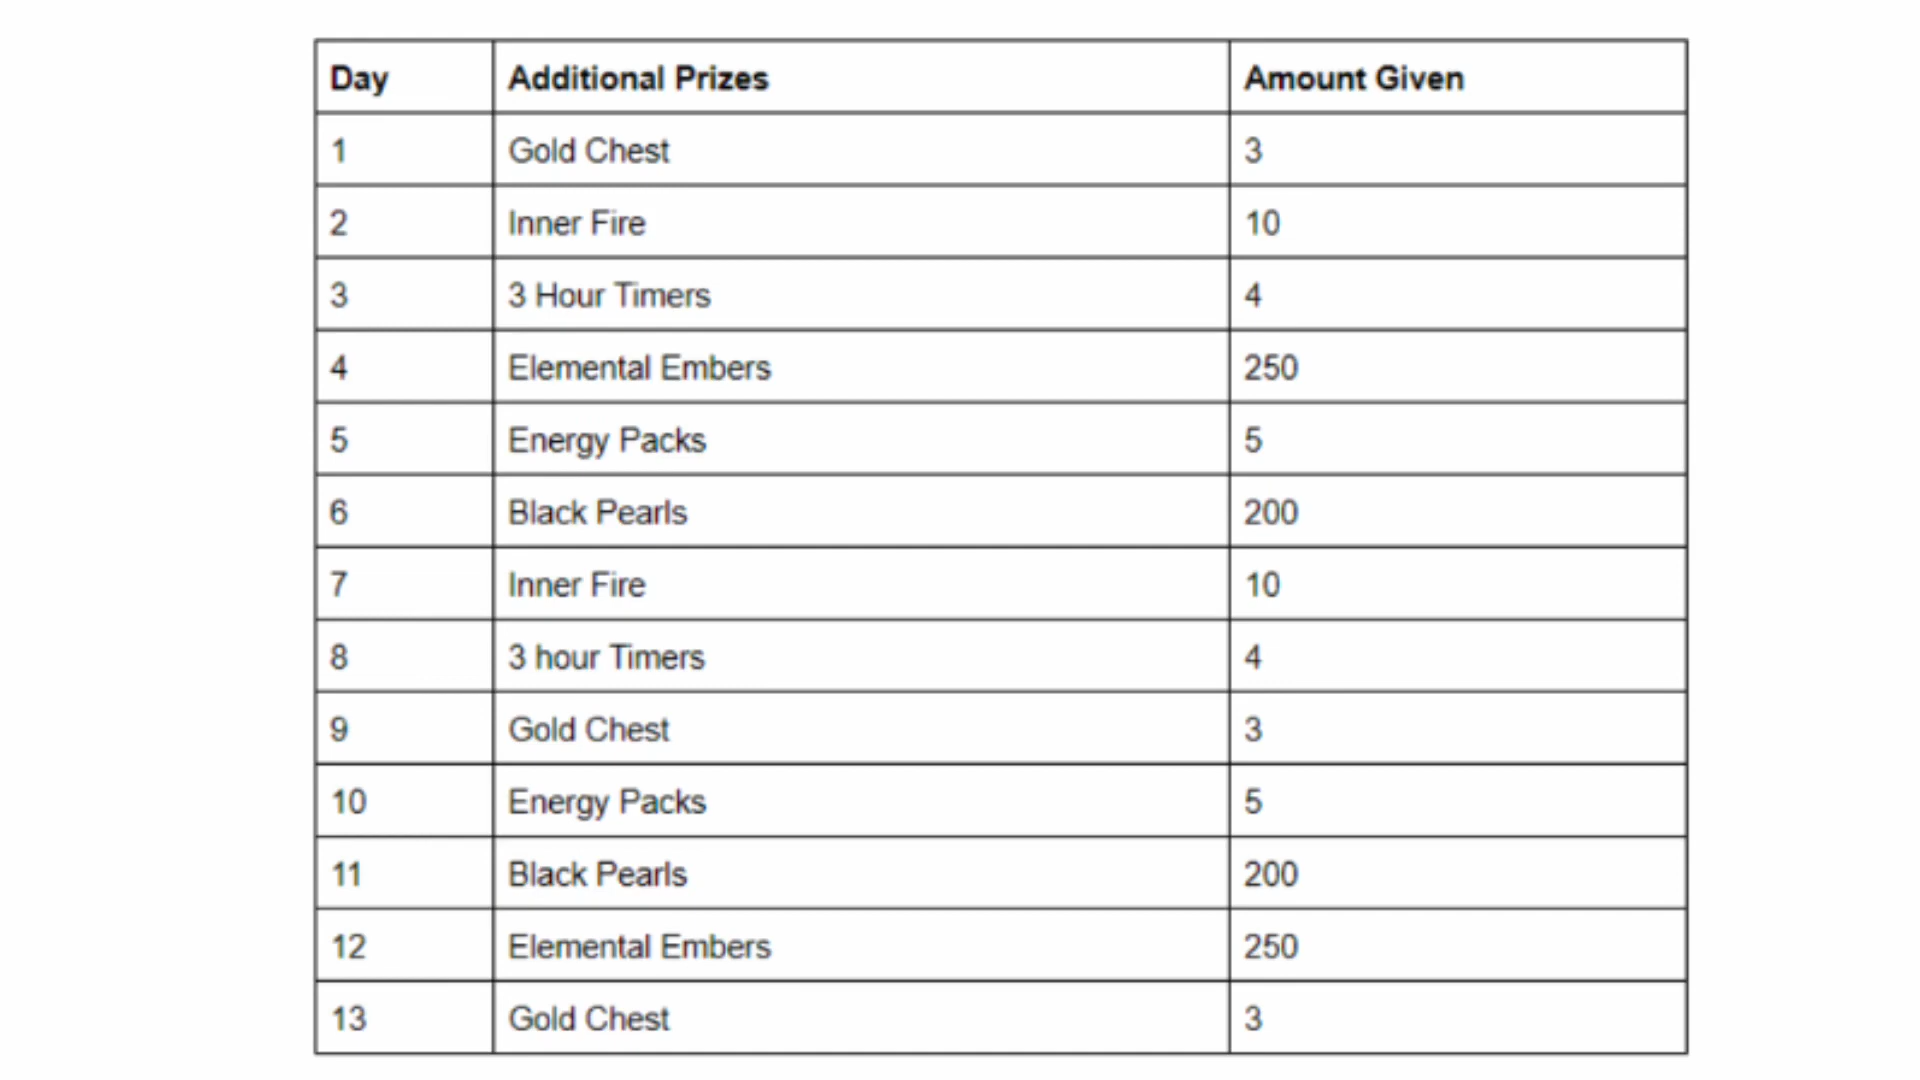 Day Additional Prizes Amount Given
1 Gold Chest 3
2 Inner Fire 10
3 3 Hour Timers 4
4 Elemental Embers 250
5 Energy Packs 5
6 Black Pearls 200
7 Inner Fire 10
8 3 hour Timers 4
9 Gold Chest 3
10 Energy Packs 5
11 Black Pearls 200
12 Elemental Embers 250
13 Gold Chest 3